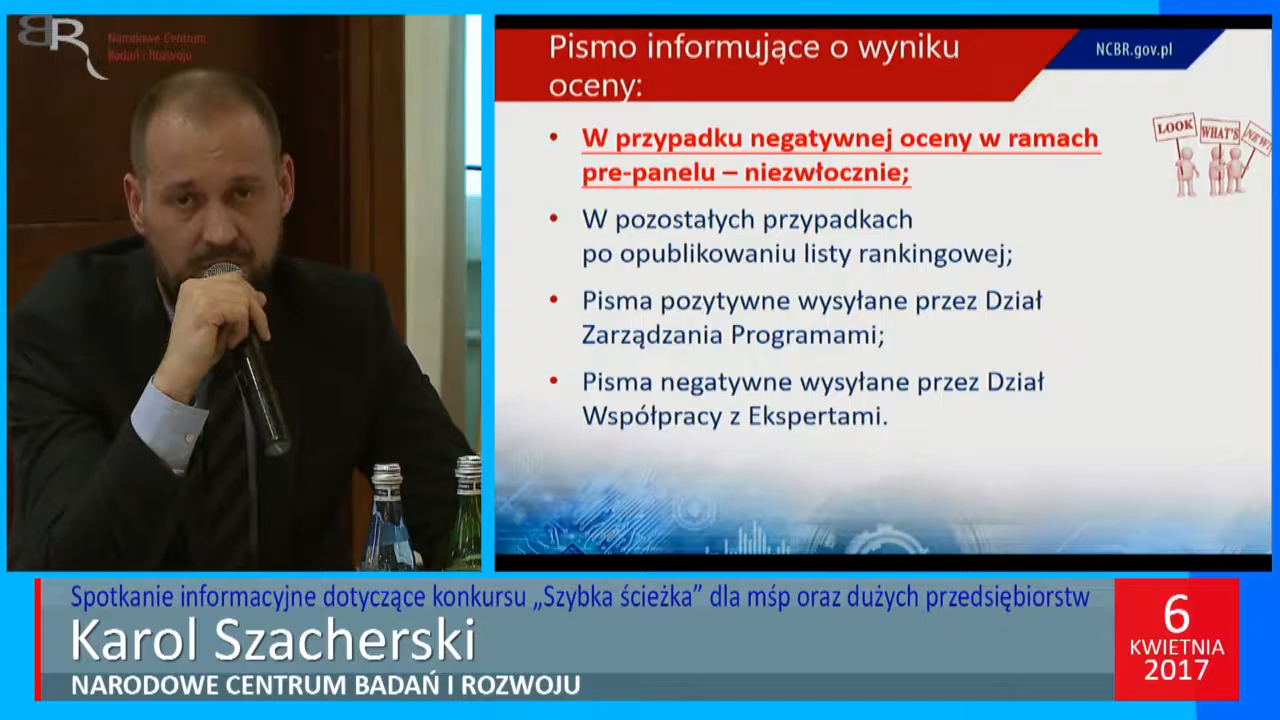 BR
Narodowe Centrum
Badań i Rozwoju
Pismo informujące o wyniku
oceny:
NCBR.gov.pl
LOOK
WHAT'S
NEW!
• W przypadku negatywnej oceny w ramach
pre-panelu – niezwłocznie;
• W pozostałych przypadkach
po opublikowaniu listy rankingowej;
• Pisma pozytywne wysyłane przez Dział
Zarządzania Programami;
• Pisma negatywne wysyłane przez Dział
Współpracy z Ekspertami.
Spotkanie informacyjne dotyczące konkursu „Szybka ścieżka” dla mśp oraz dużych przedsiębiorstw
Karol Szacherski
NARODOWE CENTRUM BADAŃ I ROZWOJU
6
KWIETNIA
2017